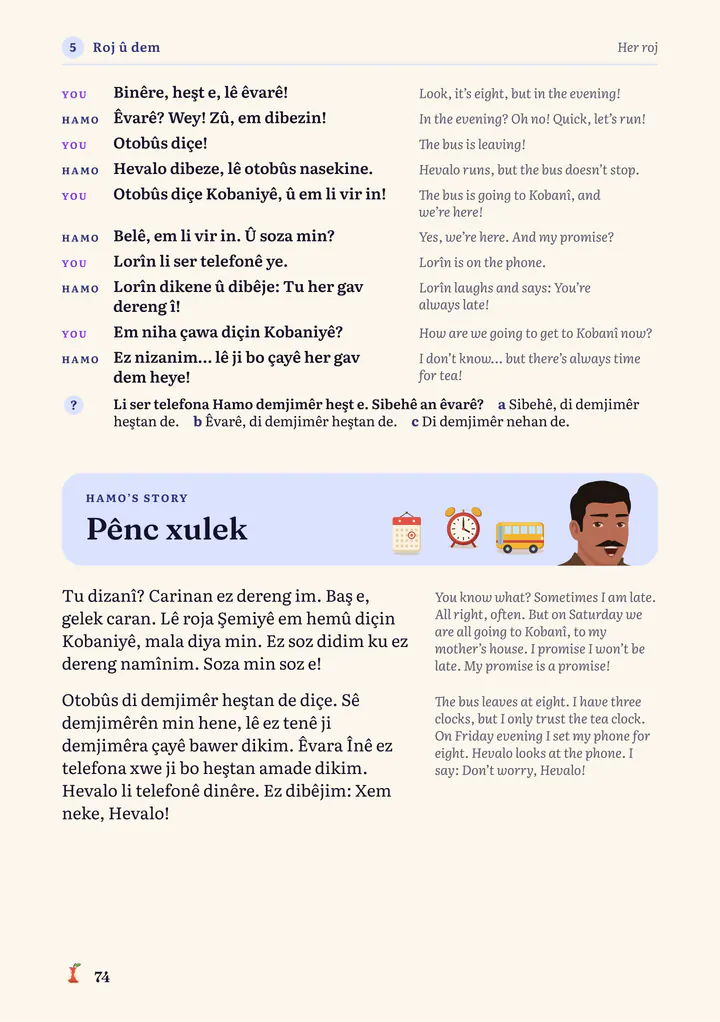 5 Roj û dem Her roj
YOU Binêre, heşt e, lê êvarê! Look, it’s eight, but in the evening!
HAMO Êvarê? Wey! Zû, em dibezin! In the evening? Oh no! Quick, let’s run!
YOU Otobûs diçe! The bus is leaving!
HAMO Hevalo dibeze, lê otobûs nasekine. Hevalo runs, but the bus doesn’t stop.
YOU Otobûs diçe Kobaniyê, û em li vir in! The bus is going to Kobanî, and
we’re here!
HAMO Belê, em li vir in. Û soza min? Yes, we’re here. And my promise?
YOU Lorîn li ser telefonê ye. Lorîn is on the phone.
HAMO Lorîn dikene û dibêje: Tu her gav Lorîn laughs and says: You’re
dereng î! always late!
YOU Em niha çawa diçin Kobaniyê? How are we going to get to Kobanî now?
HAMO Ez nizanim… lê ji bo çayê her gav I don’t know… but there’s always time
dem heye! for tea!
? Li ser telefona Hamo demjimêr heşt e. Sibehê an êvarê? a Sibehê, di demjimêr
heştan de. b Êvarê, di demjimêr heştan de. c Di demjimêr nehan de.
HAMO’S STORY
Pênc xulek
Tu dizanî? Carinan ez dereng im. Baş e,
gelek caran. Lê roja Şemiyê em hemû diçin
Kobaniyê, mala diya min. Ez soz didim ku ez
dereng namînim. Soza min soz e!
You know what? Sometimes I am late.
All right, often. But on Saturday we
are all going to Kobanî, to my
mother’s house. I promise I won’t be
late. My promise is a promise!
Otobûs di demjimêr heştan de diçe. Sê
demjimêrên min hene, lê ez tenê ji
demjimêra çayê bawer dikim. Êvara Înê ez
telefona xwe ji bo heştan amade dikim.
Hevalo li telefonê dinêre. Ez dibêjim: Xem
neke, Hevalo!
The bus leaves at eight. I have three
clocks, but I only trust the tea clock.
On Friday evening I set my phone for
eight. Hevalo looks at the phone. I
say: Don’t worry, Hevalo!
74